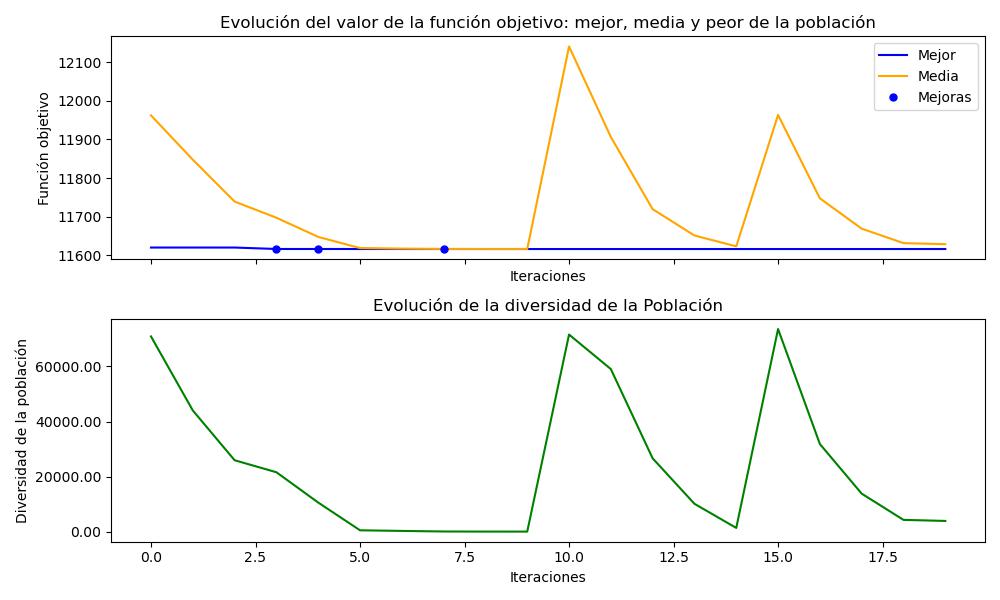 Evolución del valor de la función objetivo: mejor, media y peor de la población
12100
12000
11900
11800
11700
11600
Función objetivo
Mejor
Media
Mejoras
Iteraciones
Evolución de la diversidad de la Población
60000.00
40000.00
20000.00
0.00
Diversidad de la población
0.0 2.5 5.0 7.5 10.0 12.5 15.0 17.5
Iteraciones